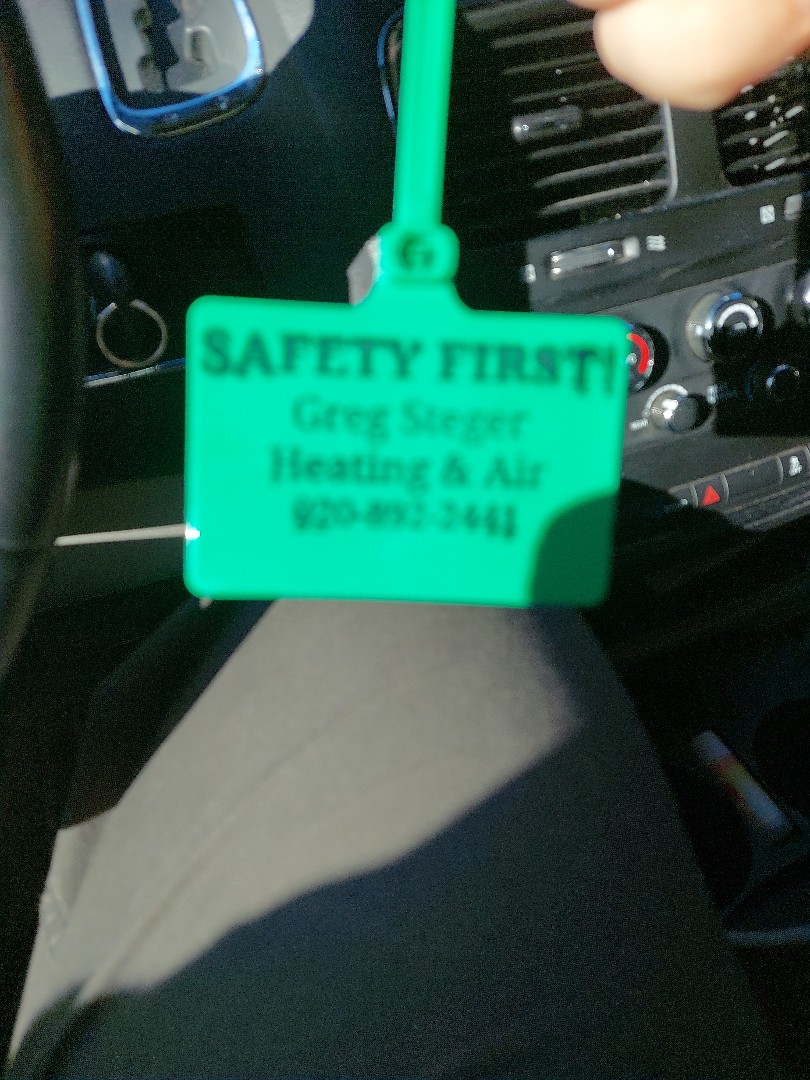 SAFETY FIRST!
Greg Steger
Heating & Air
920-892-2441